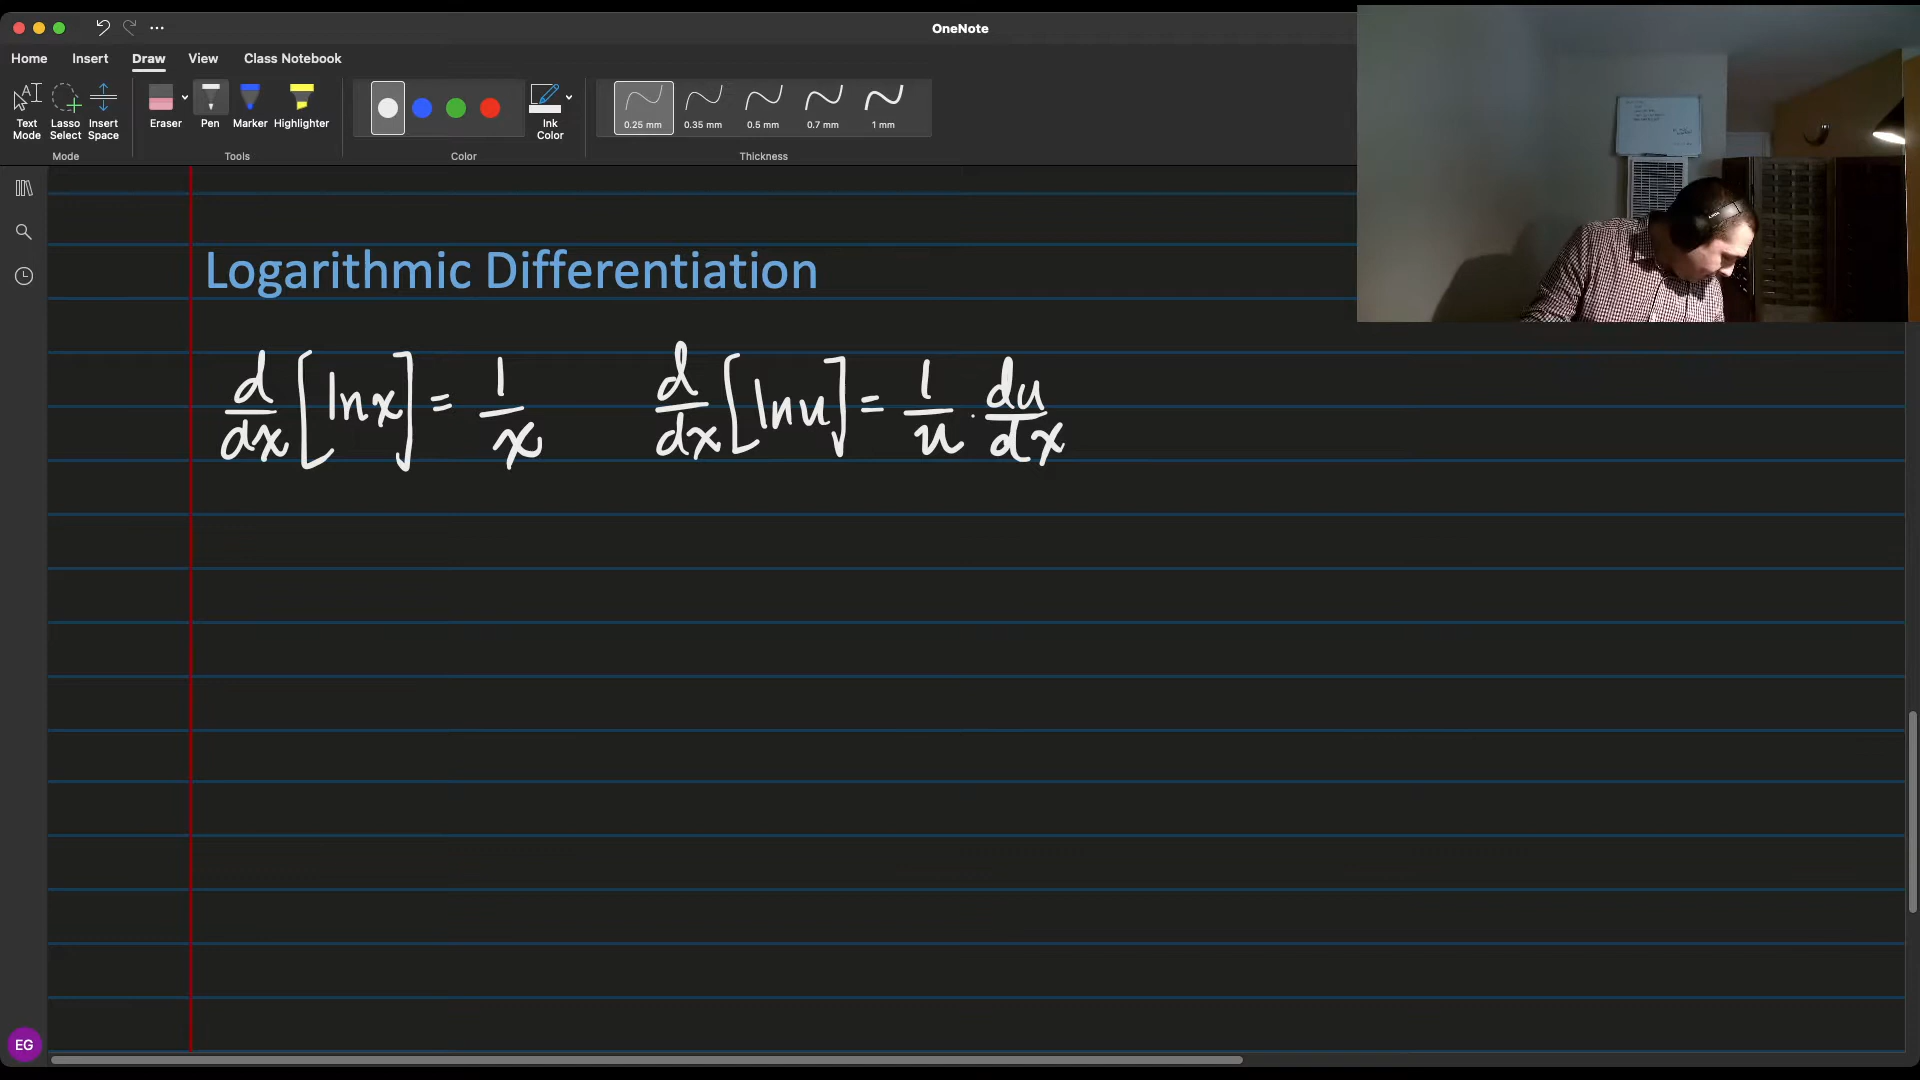 OneNote
Home Insert Draw View Class Notebook
Text Mode Lasso Select Insert Space Eraser Pen Marker Highlighter Ink Color 0.25 mm 0.35 mm 0.5 mm 0.7 mm 1 mm
Mode Tools Color Thickness
Logarithmic Differentiation
d/dx [ln x] = 1/x d/dx [ln u] = 1/u · du/dx
EG